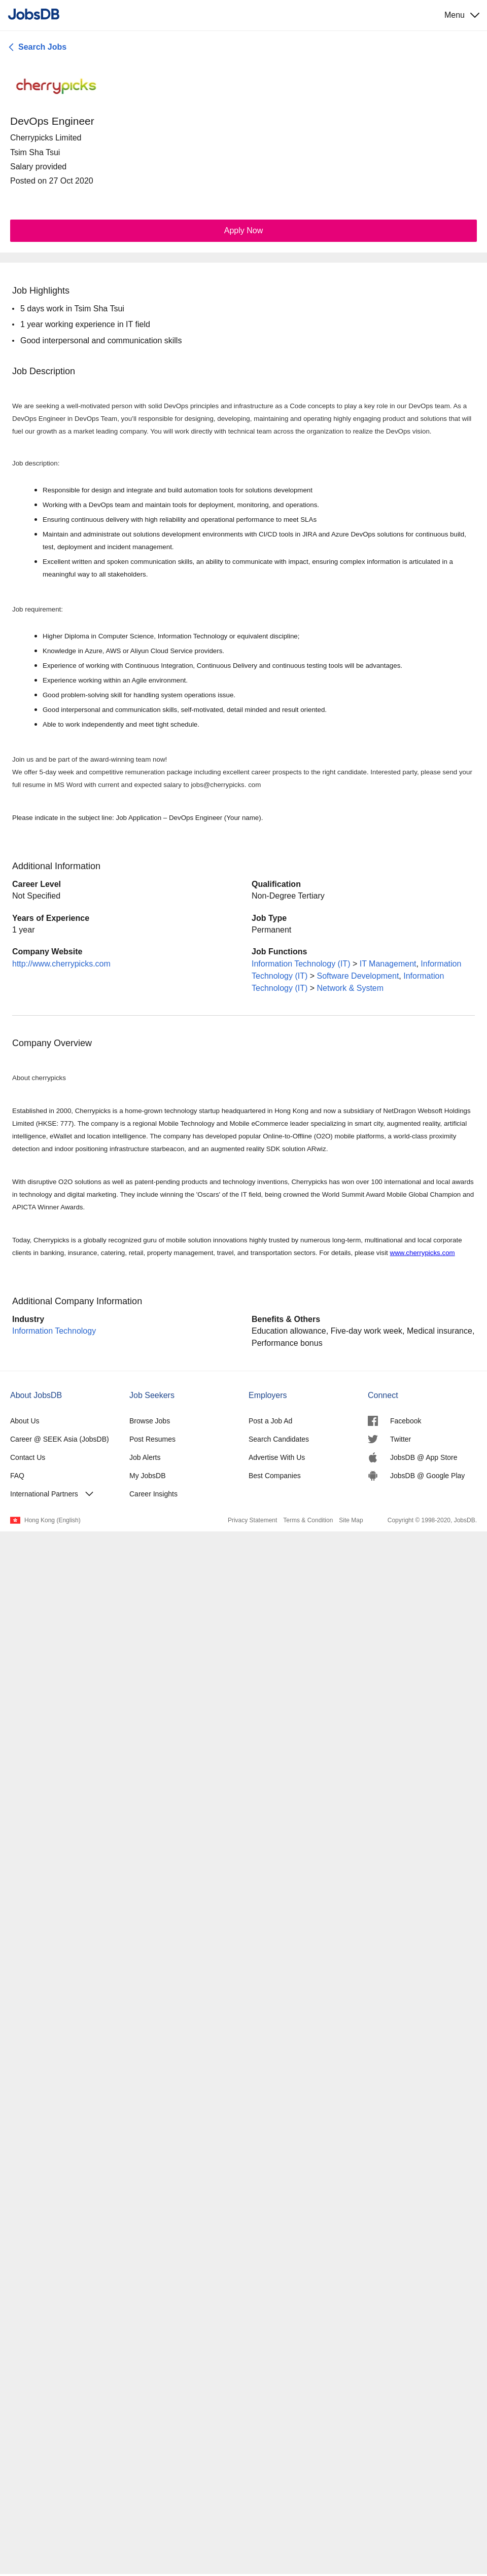 JobsDB
Menu
Search Jobs
cherrypicks
DevOps Engineer
Cherrypicks Limited
Tsim Sha Tsui
Salary provided
Posted on 27 Oct 2020
Apply Now
Job Highlights
• 5 days work in Tsim Sha Tsui
• 1 year working experience in IT field
• Good interpersonal and communication skills
Job Description
We are seeking a well-motivated person with solid DevOps principles and infrastructure as a Code concepts to play a key role in our DevOps team. As a
DevOps Engineer in DevOps Team, you'll responsible for designing, developing, maintaining and operating highly engaging product and solutions that will
fuel our growth as a market leading company. You will work directly with technical team across the organization to realize the DevOps vision.
Job description:
• Responsible for design and integrate and build automation tools for solutions development
• Working with a DevOps team and maintain tools for deployment, monitoring, and operations.
• Ensuring continuous delivery with high reliability and operational performance to meet SLAs
• Maintain and administrate out solutions development environments with CI/CD tools in JIRA and Azure DevOps solutions for continuous build,
test, deployment and incident management.
• Excellent written and spoken communication skills, an ability to communicate with impact, ensuring complex information is articulated in a
meaningful way to all stakeholders.
Job requirement:
• Higher Diploma in Computer Science, Information Technology or equivalent discipline;
• Knowledge in Azure, AWS or Aliyun Cloud Service providers.
• Experience of working with Continuous Integration, Continuous Delivery and continuous testing tools will be advantages.
• Experience working within an Agile environment.
• Good problem-solving skill for handling system operations issue.
• Good interpersonal and communication skills, self-motivated, detail minded and result oriented.
• Able to work independently and meet tight schedule.
Join us and be part of the award-winning team now!
We offer 5-day week and competitive remuneration package including excellent career prospects to the right candidate. Interested party, please send your
full resume in MS Word with current and expected salary to jobs@cherrypicks. com
Please indicate in the subject line: Job Application – DevOps Engineer (Your name).
Additional Information
Career Level
Not Specified
Qualification
Non-Degree Tertiary
Years of Experience
1 year
Job Type
Permanent
Company Website
http://www.cherrypicks.com
Job Functions
Information Technology (IT) > IT Management, Information
Technology (IT) > Software Development, Information
Technology (IT) > Network & System
Company Overview
About cherrypicks
Established in 2000, Cherrypicks is a home-grown technology startup headquartered in Hong Kong and now a subsidiary of NetDragon Websoft Holdings
Limited (HKSE: 777). The company is a regional Mobile Technology and Mobile eCommerce leader specializing in smart city, augmented reality, artificial
intelligence, eWallet and location intelligence. The company has developed popular Online-to-Offline (O2O) mobile platforms, a world-class proximity
detection and indoor positioning infrastructure starbeacon, and an augmented reality SDK solution ARwiz.
With disruptive O2O solutions as well as patent-pending products and technology inventions, Cherrypicks has won over 100 international and local awards
in technology and digital marketing. They include winning the 'Oscars' of the IT field, being crowned the World Summit Award Mobile Global Champion and
APICTA Winner Awards.
Today, Cherrypicks is a globally recognized guru of mobile solution innovations highly trusted by numerous long-term, multinational and local corporate
clients in banking, insurance, catering, retail, property management, travel, and transportation sectors. For details, please visit www.cherrypicks.com
Additional Company Information
Industry
Information Technology
Benefits & Others
Education allowance, Five-day work week, Medical insurance,
Performance bonus
About JobsDB
About Us
Career @ SEEK Asia (JobsDB)
Contact Us
FAQ
International Partners
Job Seekers
Browse Jobs
Post Resumes
Job Alerts
My JobsDB
Career Insights
Employers
Post a Job Ad
Search Candidates
Advertise With Us
Best Companies
Connect
Facebook
Twitter
JobsDB @ App Store
JobsDB @ Google Play
Hong Kong (English)
Privacy Statement Terms & Condition Site Map
Copyright © 1998-2020, JobsDB.